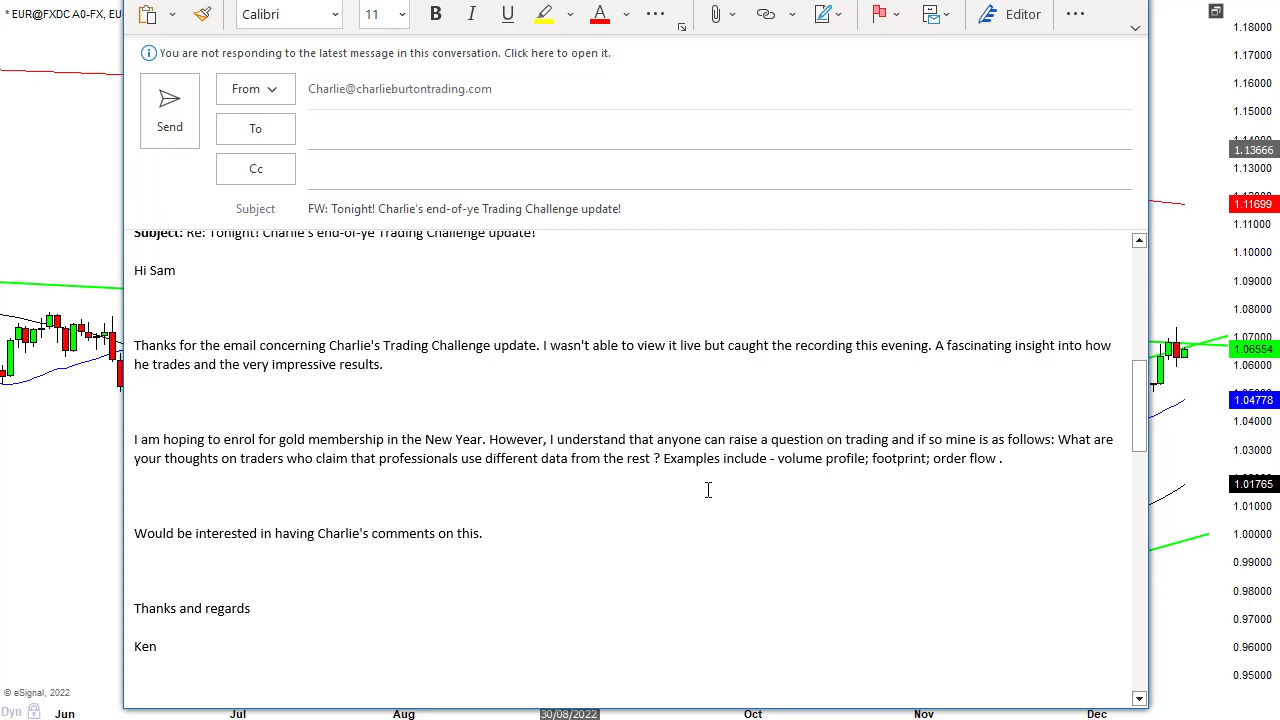 * EUR@FXDC A0-FX, EU
Calibri
11
B I U A
Editor
You are not responding to the latest message in this conversation. Click here to open it.
Send
From
Charlie@charlieburtontrading.com
To
Cc
Subject
FW: Tonight! Charlie's end-of-ye Trading Challenge update!
Subject: Re: Tonight! Charlie's end-of-ye Trading Challenge update!
Hi Sam
Thanks for the email concerning Charlie's Trading Challenge update. I wasn't able to view it live but caught the recording this evening. A fascinating insight into how
he trades and the very impressive results.
I am hoping to enrol for gold membership in the New Year. However, I understand that anyone can raise a question on trading and if so mine is as follows: What are
your thoughts on traders who claim that professionals use different data from the rest ? Examples include - volume profile; footprint; order flow .
Would be interested in having Charlie's comments on this.
Thanks and regards
Ken
1.18000
1.17000
1.16000
1.15000
1.13666
1.13000
1.11699
1.11000
1.10000
1.09000
1.08000
1.06554
1.06000
1.04778
1.04000
1.03000
1.01765
1.01000
1.00000
0.99000
0.98000
0.97000
0.96000
0.95000
© eSignal, 2022
Dyn
Jun
Jul
Aug
30/08/2022
Oct
Nov
Dec